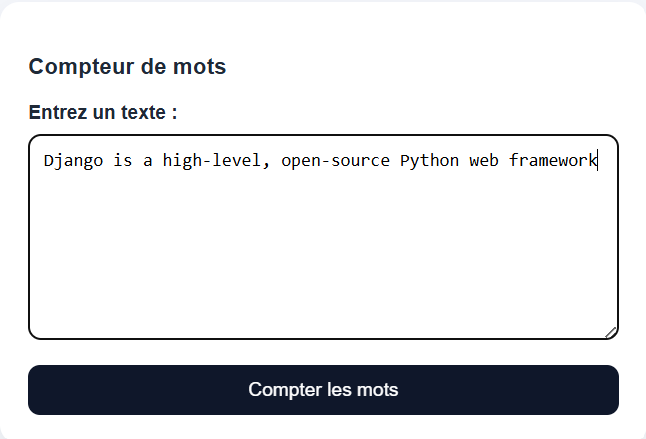 Compteur de mots
Entrez un texte :
Django is a high-level, open-source Python web framework
Compter les mots